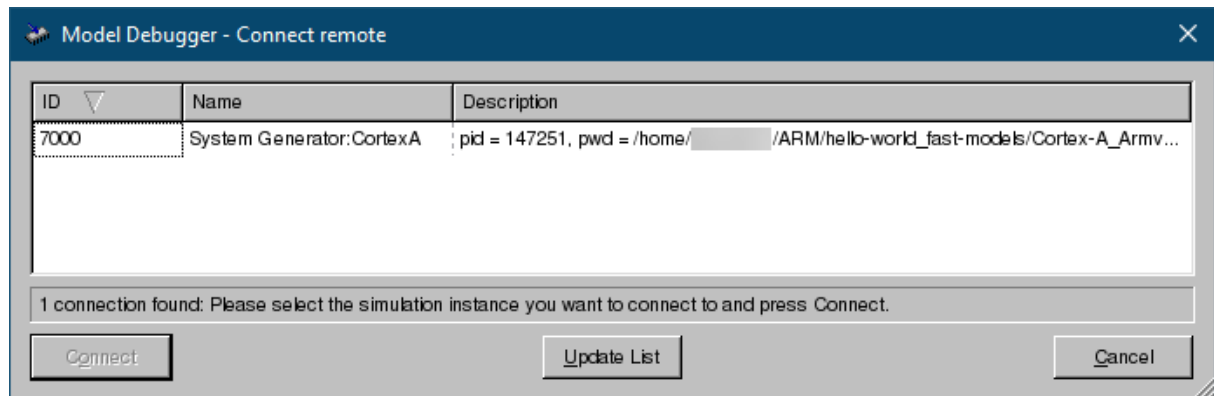 Model Debugger - Connect remote
ID Name Description
7000 System Generator:CortexA pid = 147251, pwd = /home/ /ARM/hello-world_fast-models/Cortex-A_Armv...
1 connection found: Please select the simulation instance you want to connect to and press Connect.
Connect Update List Cancel